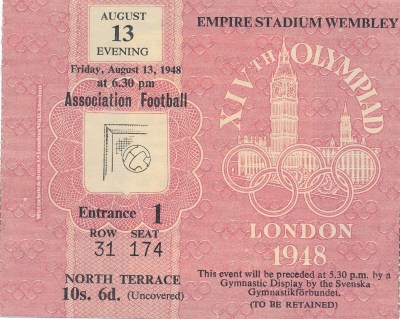 AUGUST
13
EVENING
Friday, August 13, 1948
at 6.30 pm
Association Football
Entrance 1
ROW SEAT
31 174
NORTH TERRACE
10s. 6d. (Uncovered)
EMPIRE STADIUM WEMBLEY
XIVTH OLYMPIAD
LONDON
1948
This event will be preceded at 5.30 p.m. by a
Gymnastic Display by the Svenska
Gymnastikförbundet.
(TO BE RETAINED)